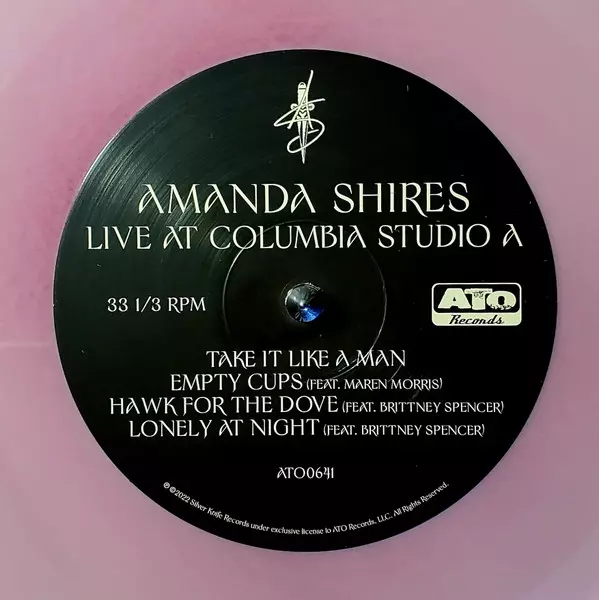 AMANDA SHIRES
LIVE AT COLUMBIA STUDIO A
33 1/3 RPM
ATO
Records
TAKE IT LIKE A MAN
EMPTY CUPS (FEAT. MAREN MORRIS)
HAWK FOR THE DOVE (FEAT. BRITTNEY SPENCER)
LONELY AT NIGHT (FEAT. BRITTNEY SPENCER)
ATO0641
℗©2022 Silver Knife Records under exclusive license to ATO Records, LLC. All Rights Reserved.